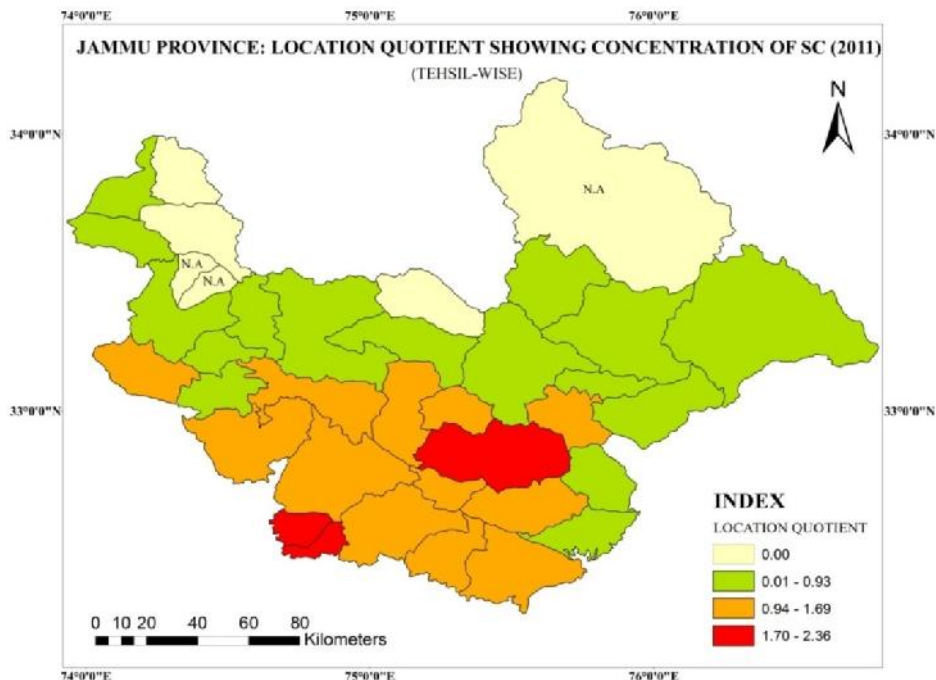 74°0'0"E 75°0'0"E 76°0'0"E
JAMMU PROVINCE: LOCATION QUOTIENT SHOWING CONCENTRATION OF SC (2011)
(TEHSIL-WISE)
N
34°0'0"N 34°0'0"N
N.A
N.A
N.A
33°0'0"N 33°0'0"N
INDEX
LOCATION QUOTIENT
0.00
0.01 - 0.93
0.94 - 1.69
1.70 - 2.36
0 10 20 40 60 80
Kilometers
74°0'0"E 75°0'0"E 76°0'0"E